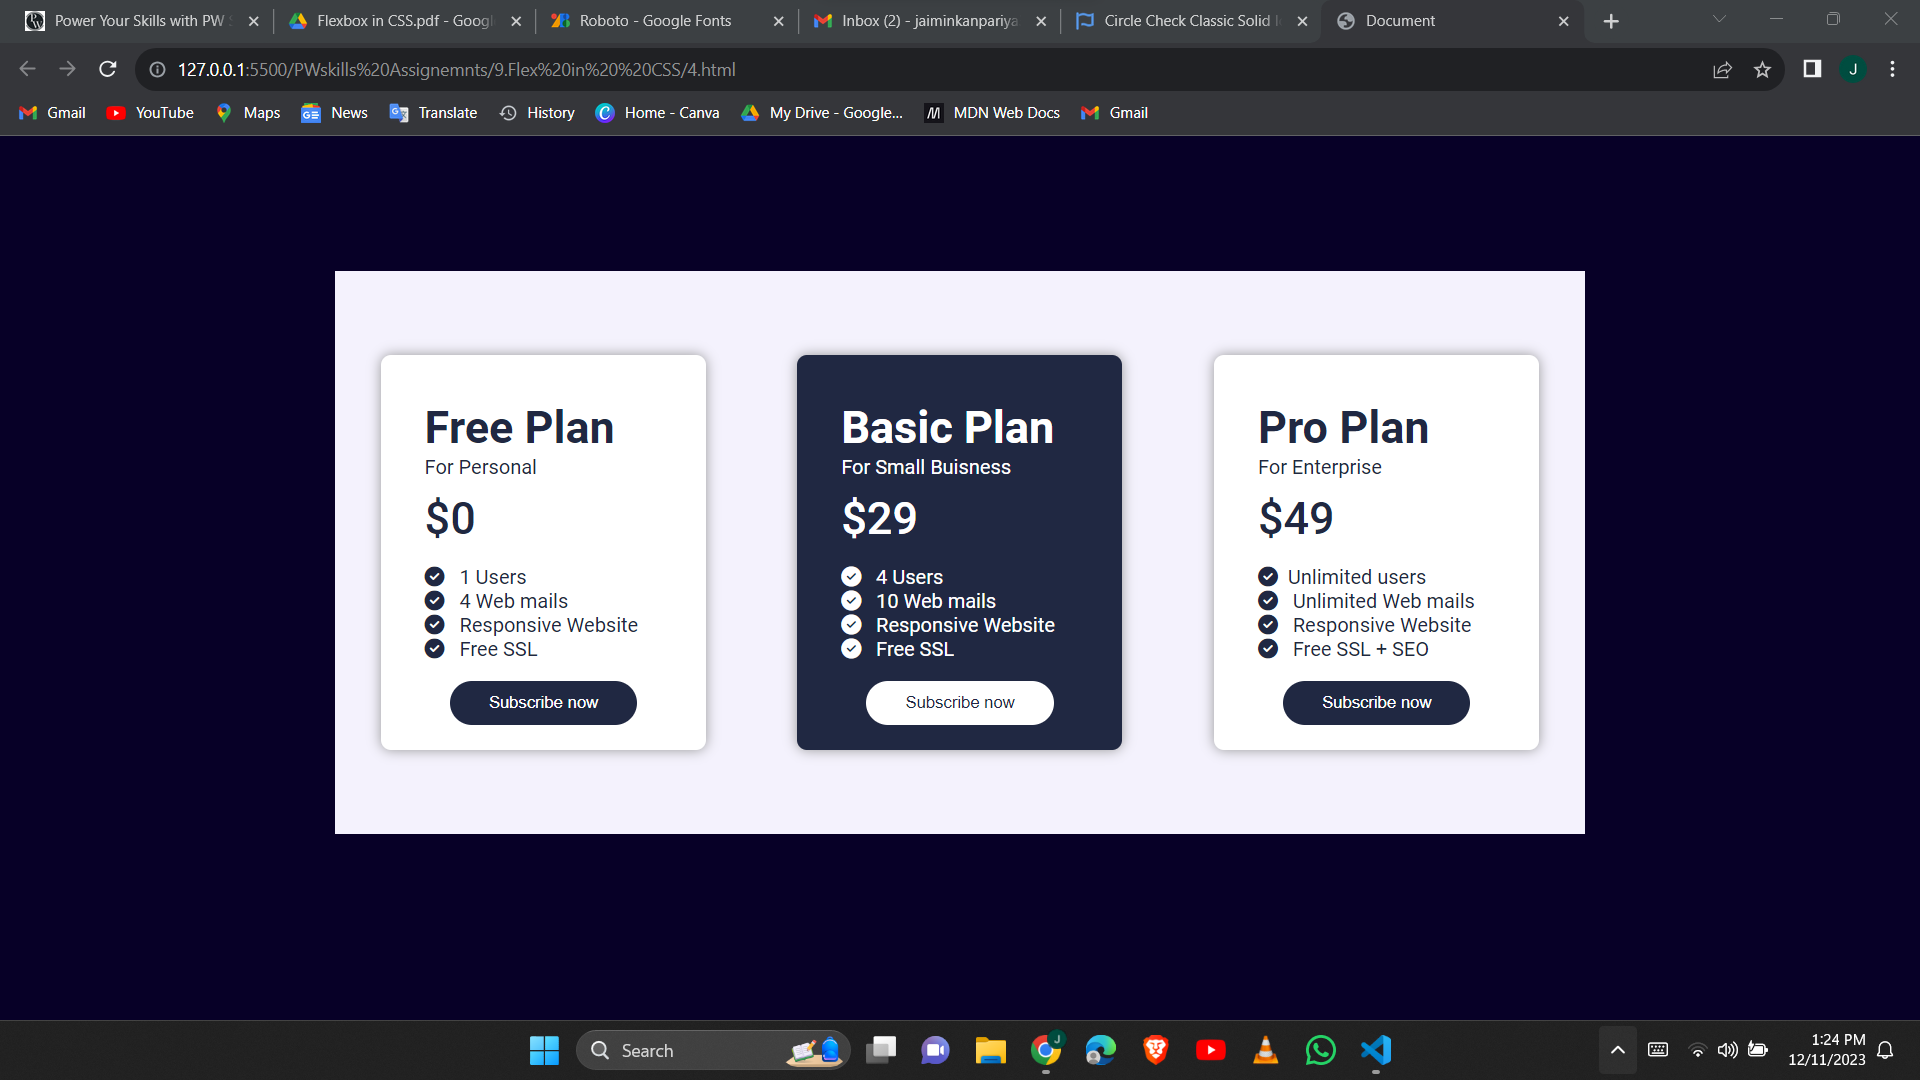 Power Your Skills with PW
Flexbox in CSS.pdf - Googl
Roboto - Google Fonts
Inbox (2) - jaiminkanpariya
Circle Check Classic Solid
Document
127.0.0.1:5500/PWskills%20Assignemnts/9.Flex%20in%20%20CSS/4.html
J
Gmail
YouTube
Maps
News
Translate
History
Home - Canva
My Drive - Google...
MDN Web Docs
Gmail
Free Plan
For Personal
$0
1 Users
4 Web mails
Responsive Website
Free SSL
Subscribe now
Basic Plan
For Small Buisness
$29
4 Users
10 Web mails
Responsive Website
Free SSL
Subscribe now
Pro Plan
For Enterprise
$49
Unlimited users
Unlimited Web mails
Responsive Website
Free SSL + SEO
Subscribe now
Search
J
1:24 PM
12/11/2023